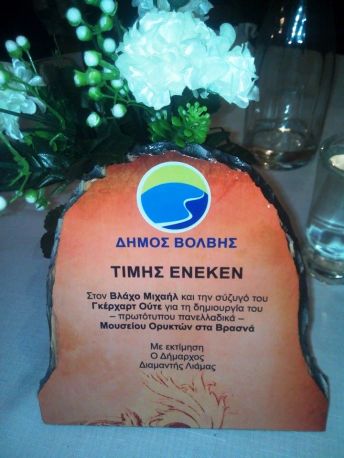 ΔΗΜΟΣ ΒΟΛΒΗΣ
ΤΙΜΗΣ ΕΝΕΚΕΝ
Στον Βλάχο Μιχαήλ και την σύζυγό του
Γκέρχαρτ Ούτε για τη δημιουργία του
– πρωτότυπου πανελλαδικά –
Μουσείου Ορυκτών στα Βρασνά
Με εκτίμηση
Ο Δήμαρχος
Διαμαντής Λιάμας